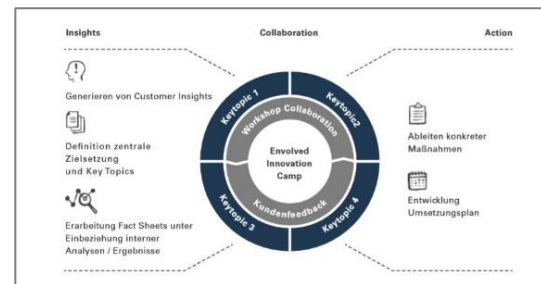 Insights
Collaboration
Action
Generieren von Customer Insights
Definition zentrale
Zielsetzung
und Key Topics
Erarbeitung Fact Sheets unter
Einbeziehung interner
Analysen / Ergebnisse
Keytopic 1
Keytopic2
Workshop Collaboration
Envolved
Innovation
Camp
Kundenfeedback
Keytopic 3
Keytopic 4
Ableiten konkreter
Maßnahmen
Entwicklung
Umsetzungsplan